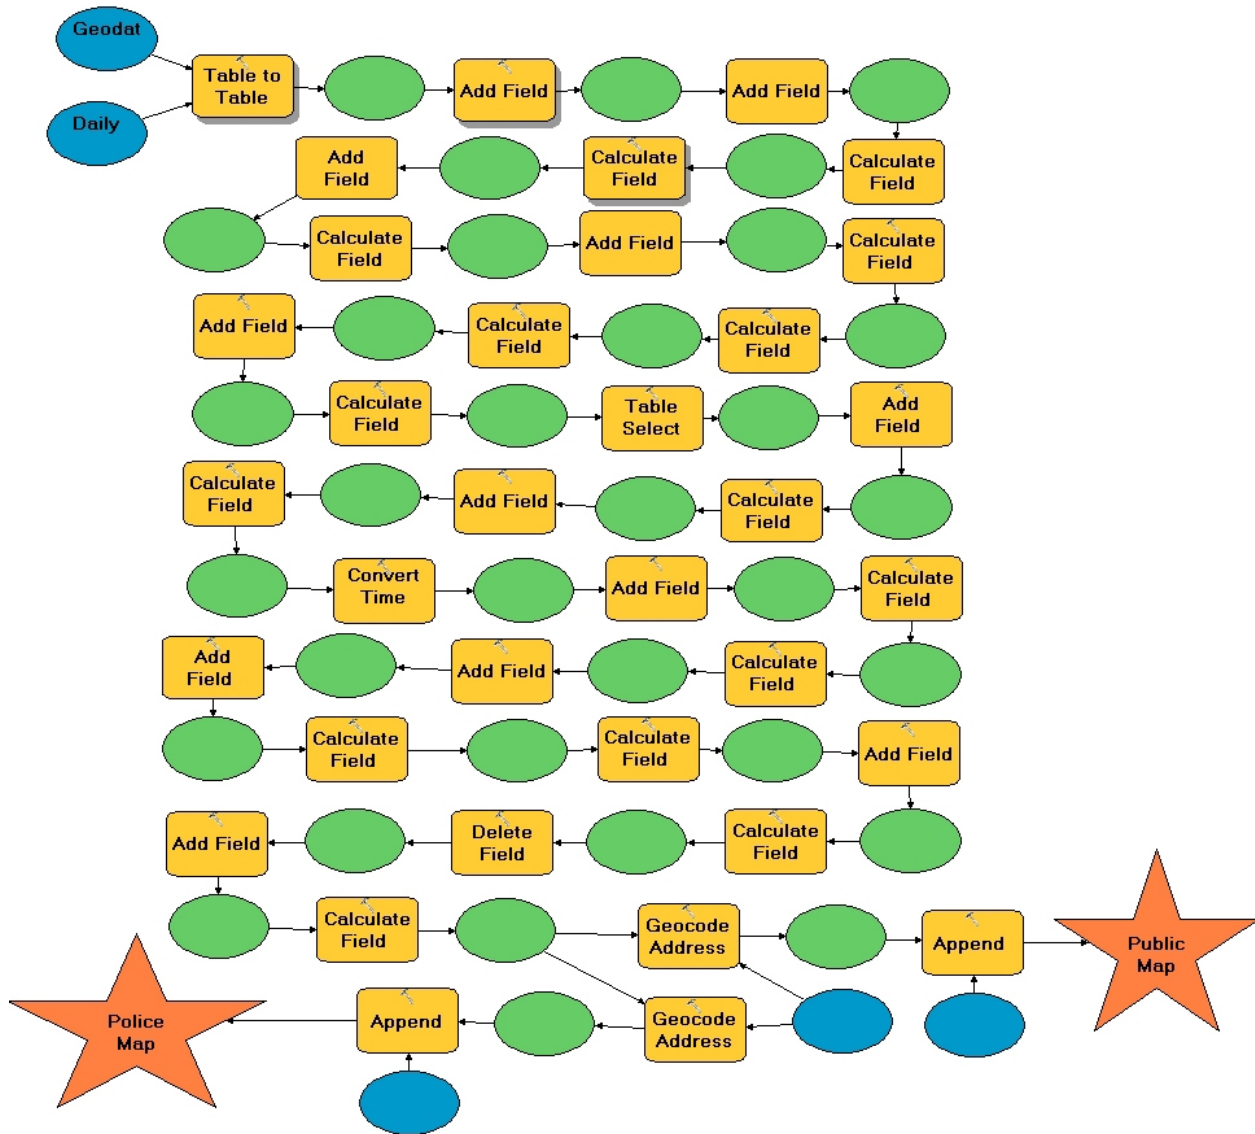 Geodat
Daily
Table to
Table
Add Field
Add Field
Add
Field
Calculate
Field
Calculate
Field
Calculate
Field
Add Field
Calculate
Field
Add Field
Calculate
Field
Calculate
Field
Calculate
Field
Table
Select
Add
Field
Calculate
Field
Add Field
Calculate
Field
Convert
Time
Add Field
Calculate
Field
Add
Field
Add Field
Calculate
Field
Calculate
Field
Calculate
Field
Add Field
Add Field
Delete
Field
Calculate
Field
Calculate
Field
Geocode
Address
Append
Public
Map
Police
Map
Append
Geocode
Address